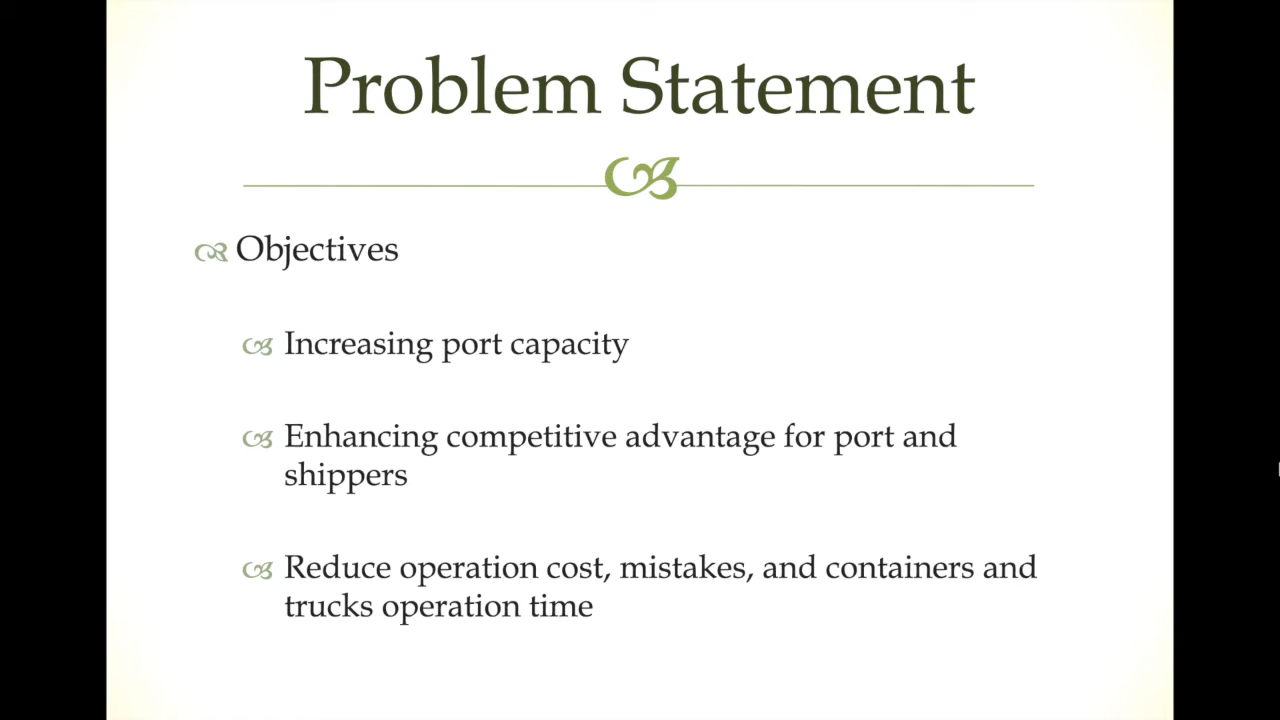 Problem Statement
Objectives
Increasing port capacity
Enhancing competitive advantage for port and
shippers
Reduce operation cost, mistakes, and containers and
trucks operation time